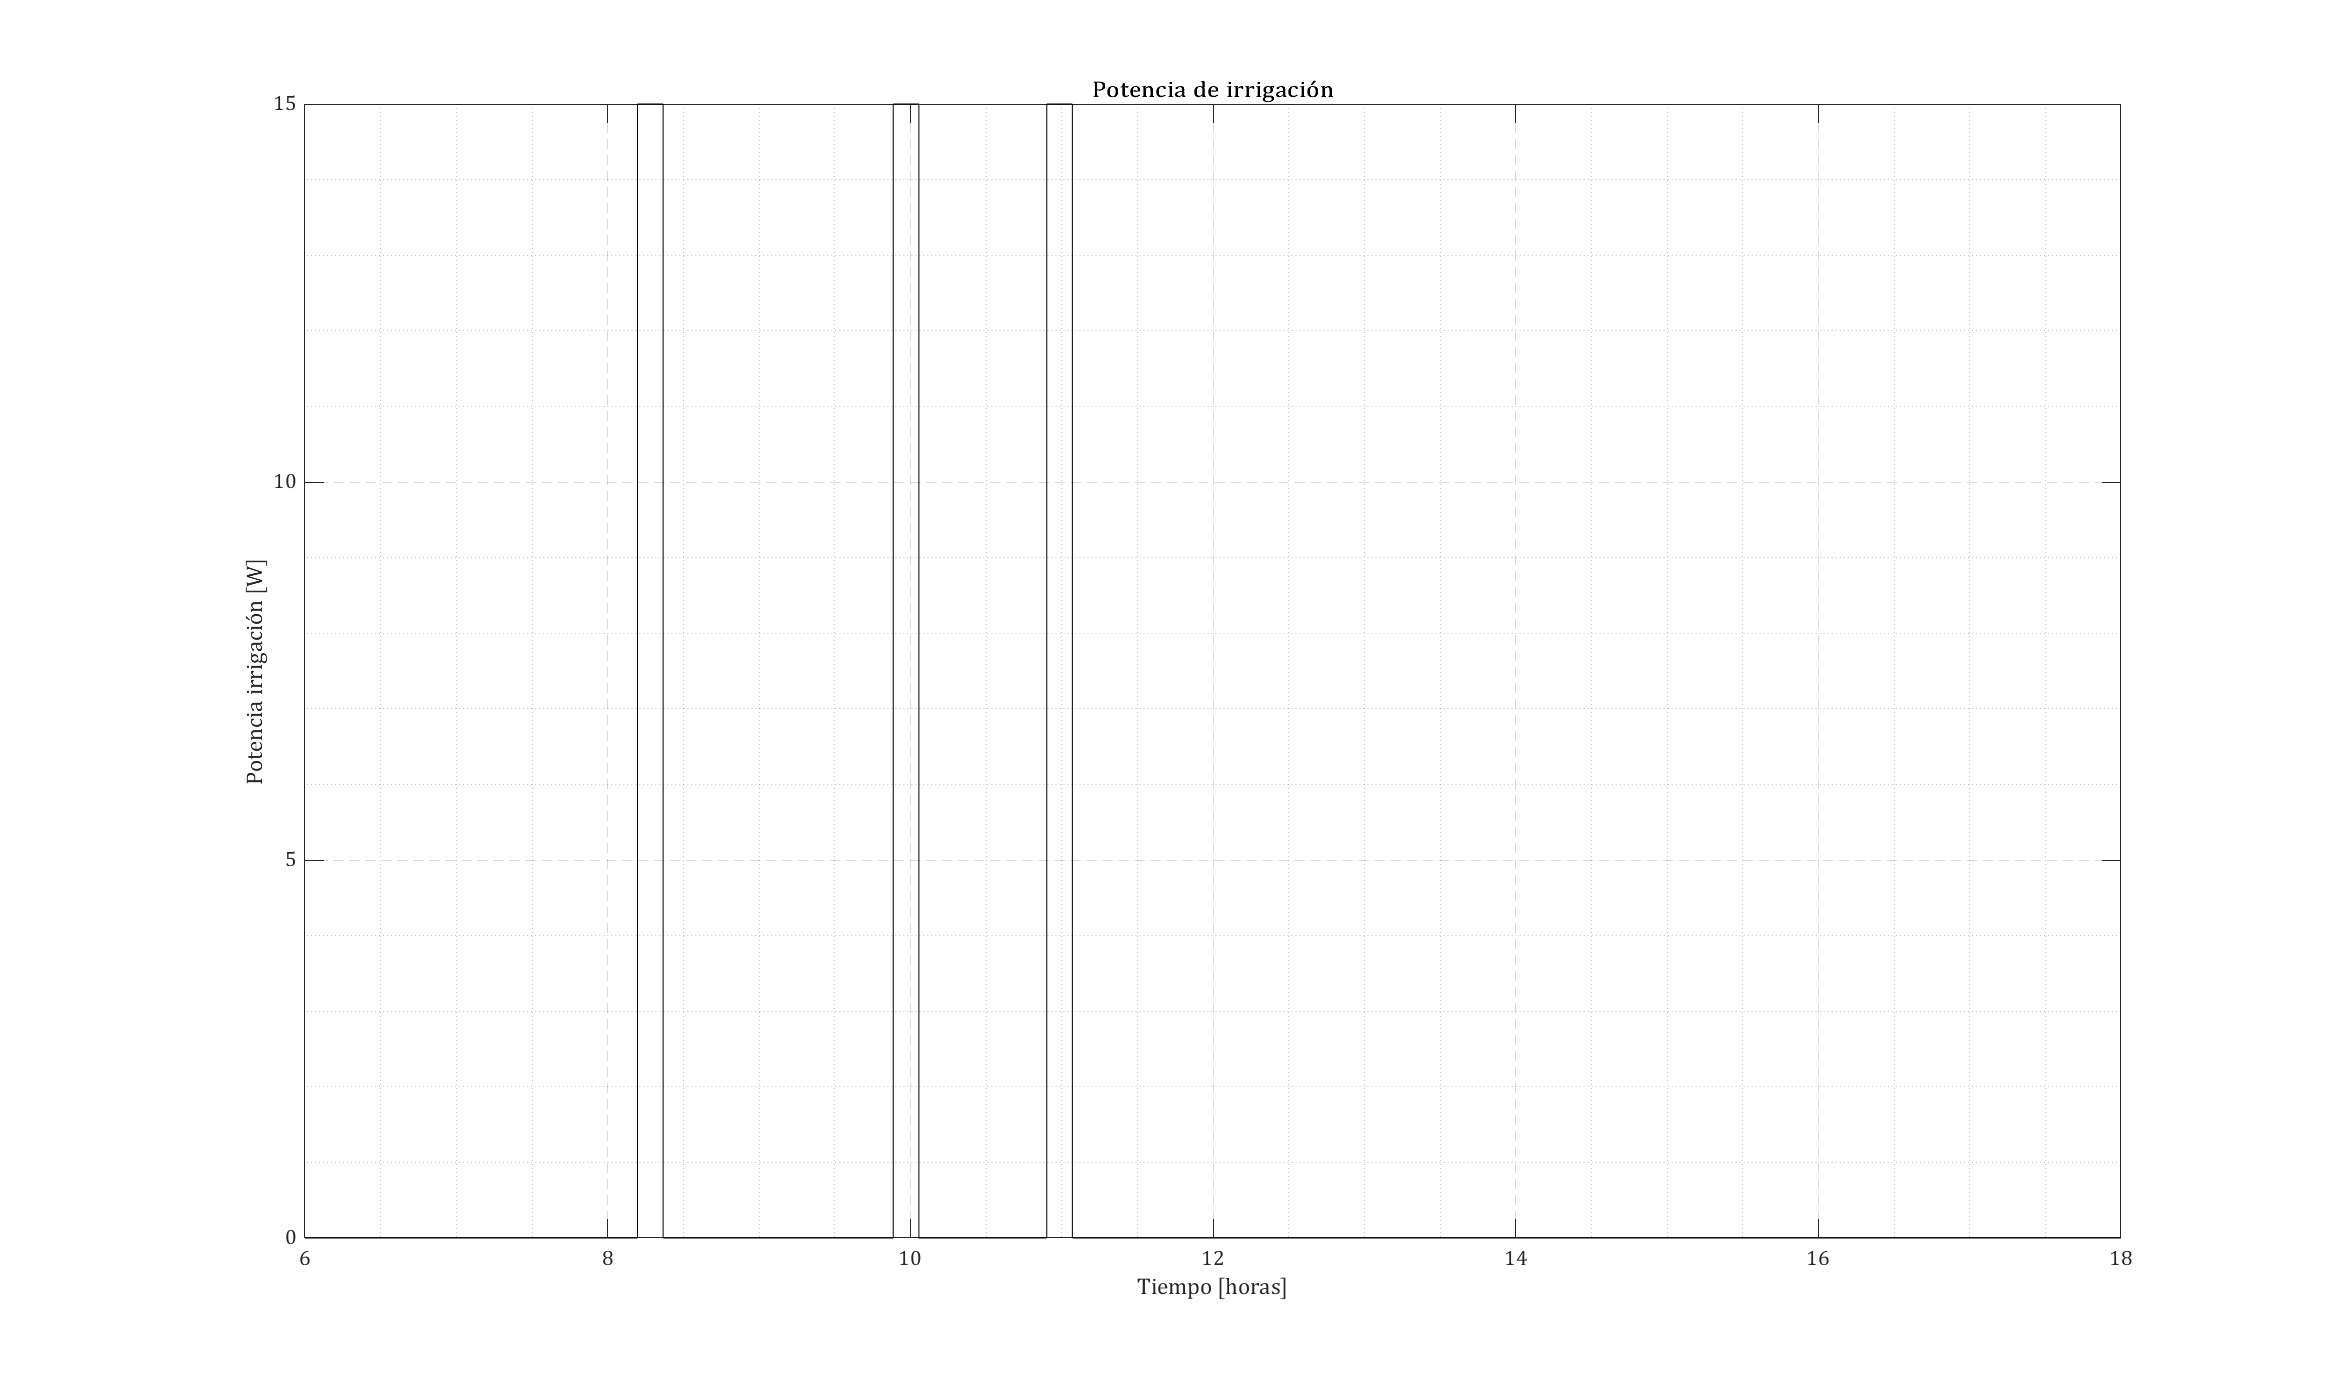 Potencia de irrigación
15
10
5
0
Potencia irrigación [W]
6 8 10 12 14 16 18
Tiempo [horas]